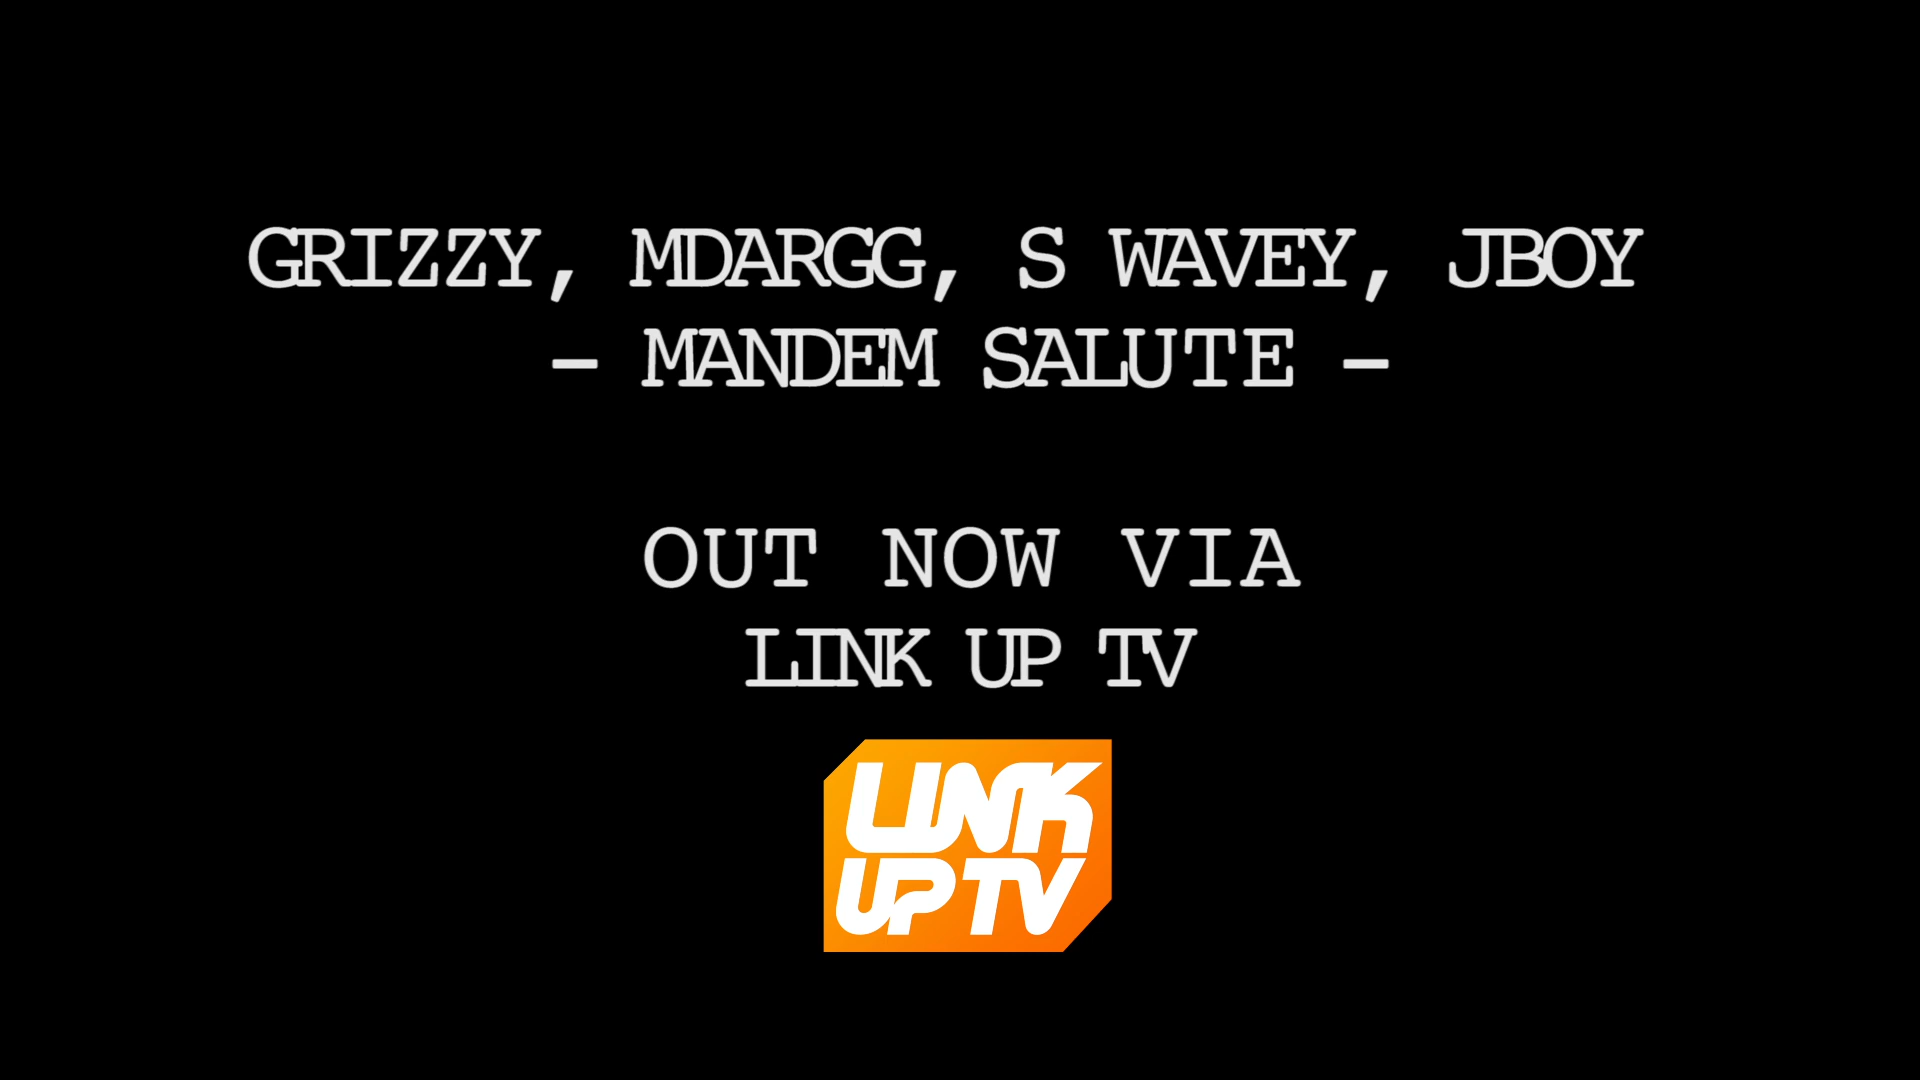 GRIZZY, MDARGG, S WAVEY, JBOY
- MANDEM SALUTE -
OUT NOW VIA
LINK UP TV
LINK
UP TV